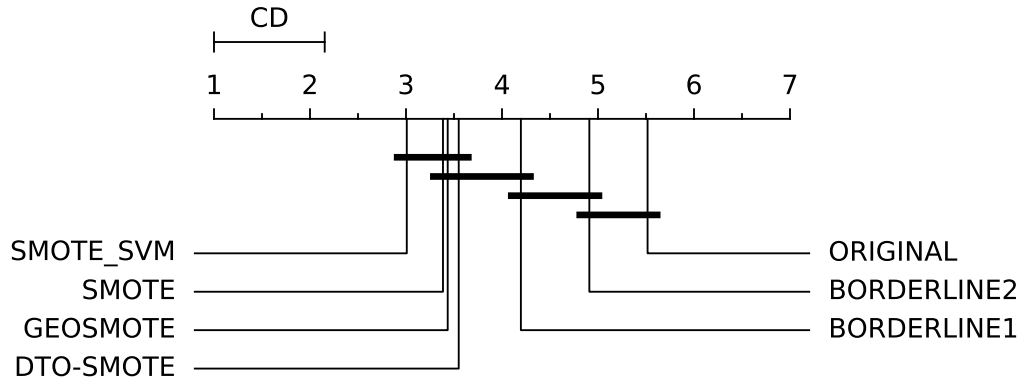 CD
1 2 3 4 5 6 7
SMOTE_SVM ORIGINAL
SMOTE BORDERLINE2
GEOSMOTE BORDERLINE1
DTO-SMOTE